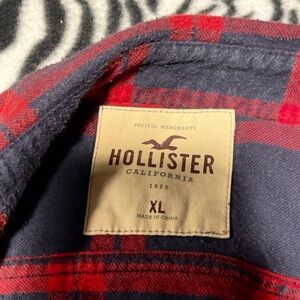 PACIFIC MERCHANTS
HOLLISTER
CALIFORNIA
1922
XL
MADE IN CHINA